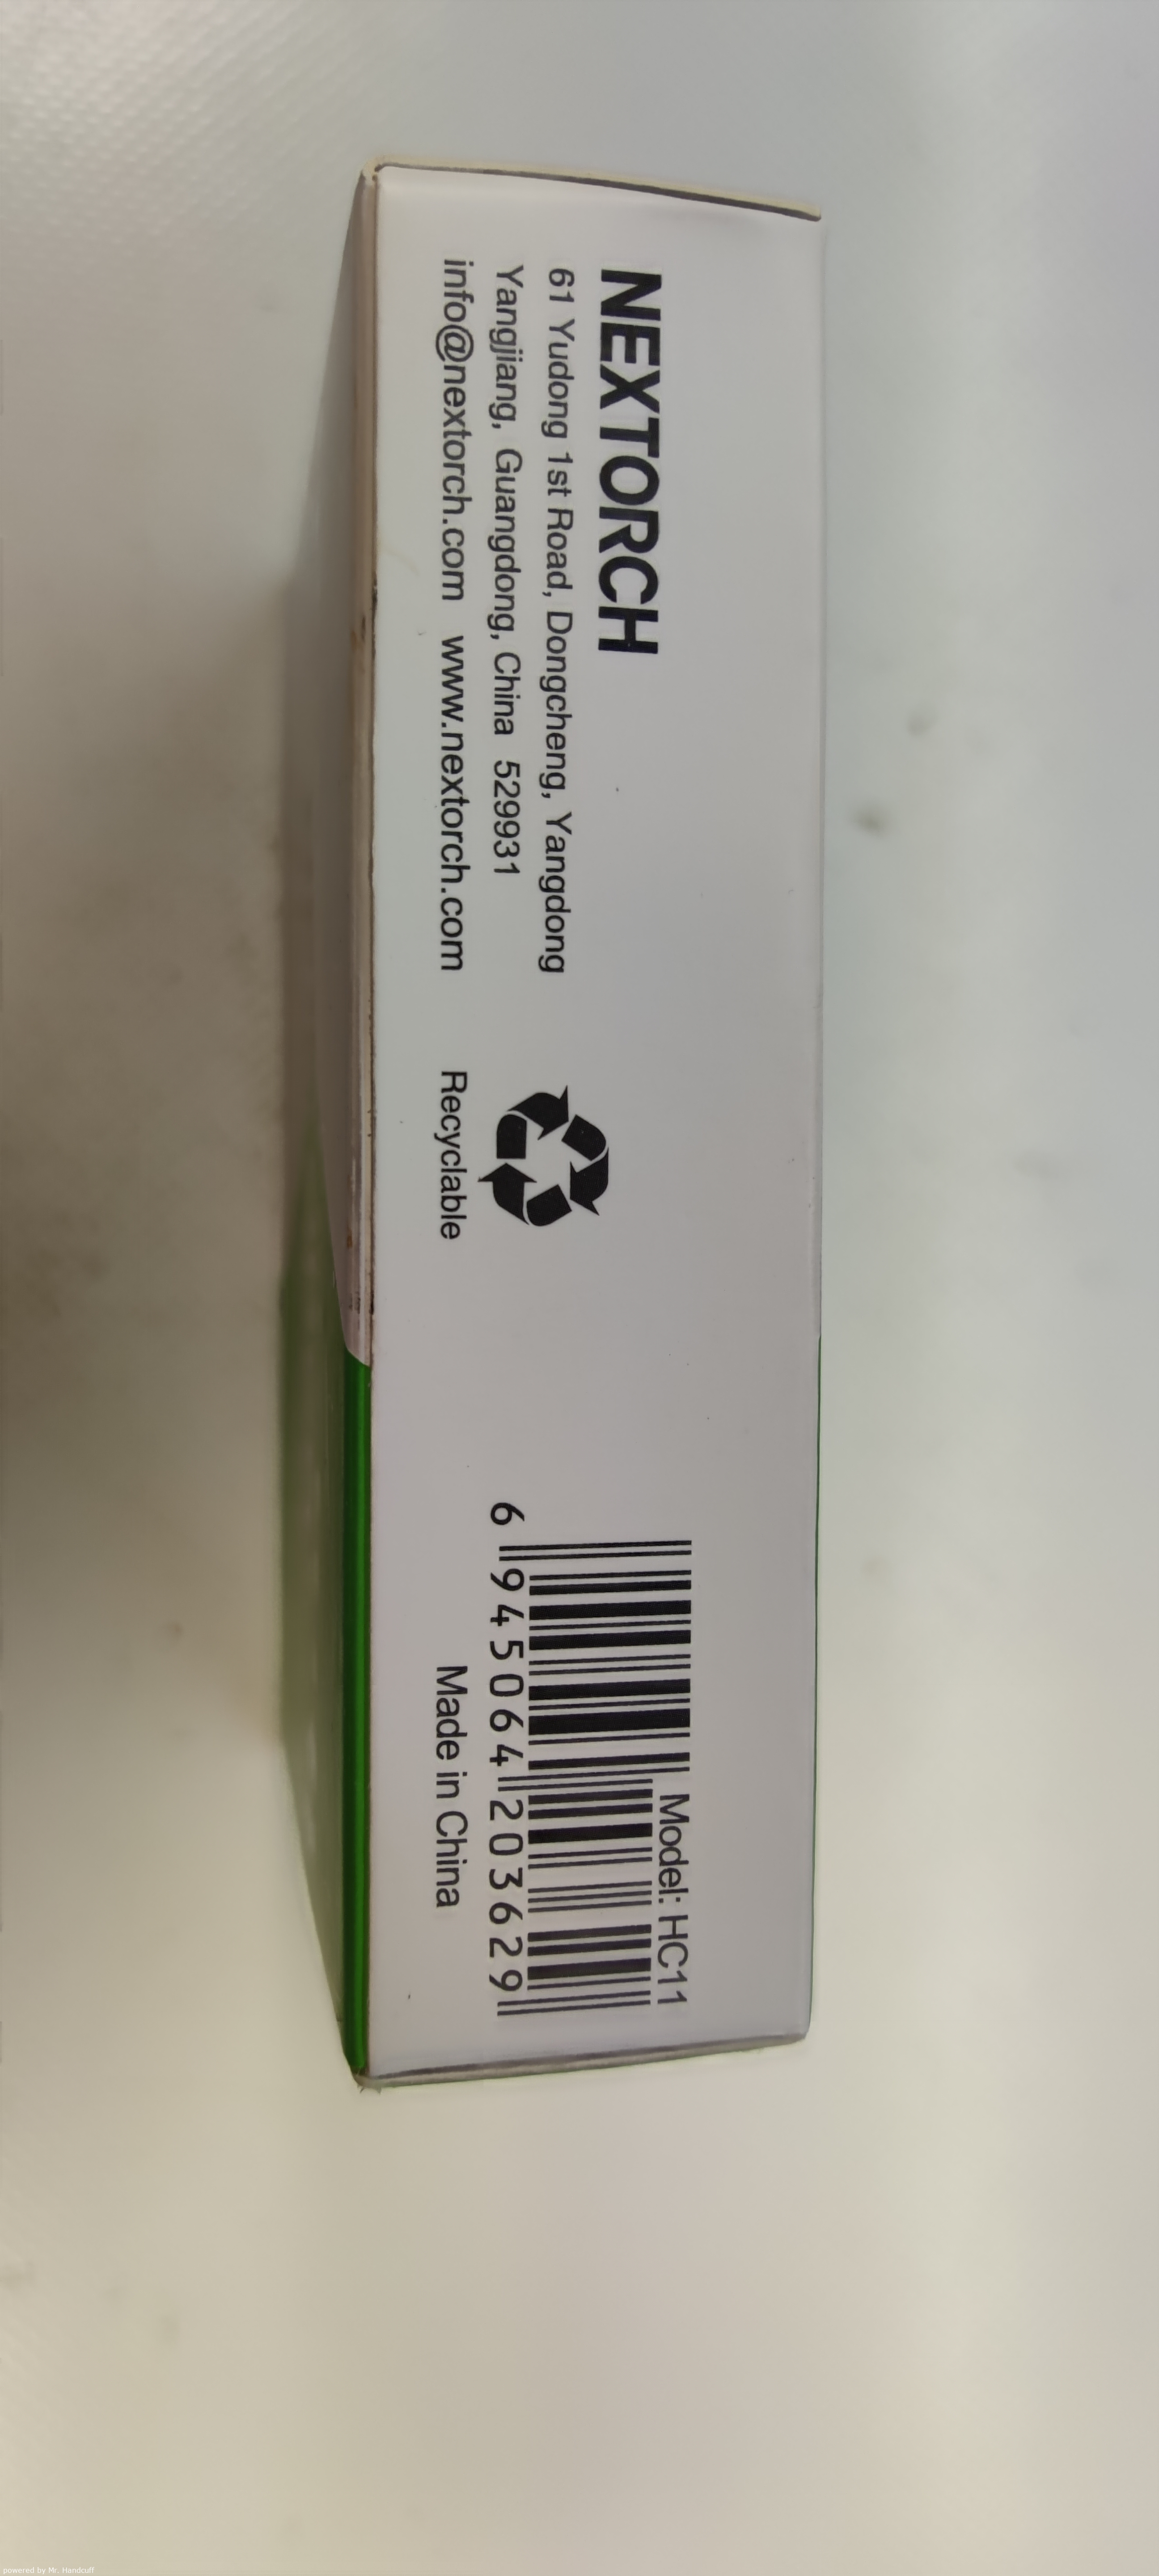 NEXTORCH
61 Yudong 1st Road, Dongcheng, Yangdong
Yangjiang, Guangdong, China 529931
info@nextorch.com www.nextorch.com
Recyclable
Model: HC11
6 945064 203629
Made in China
powered by Mr. Handcuff